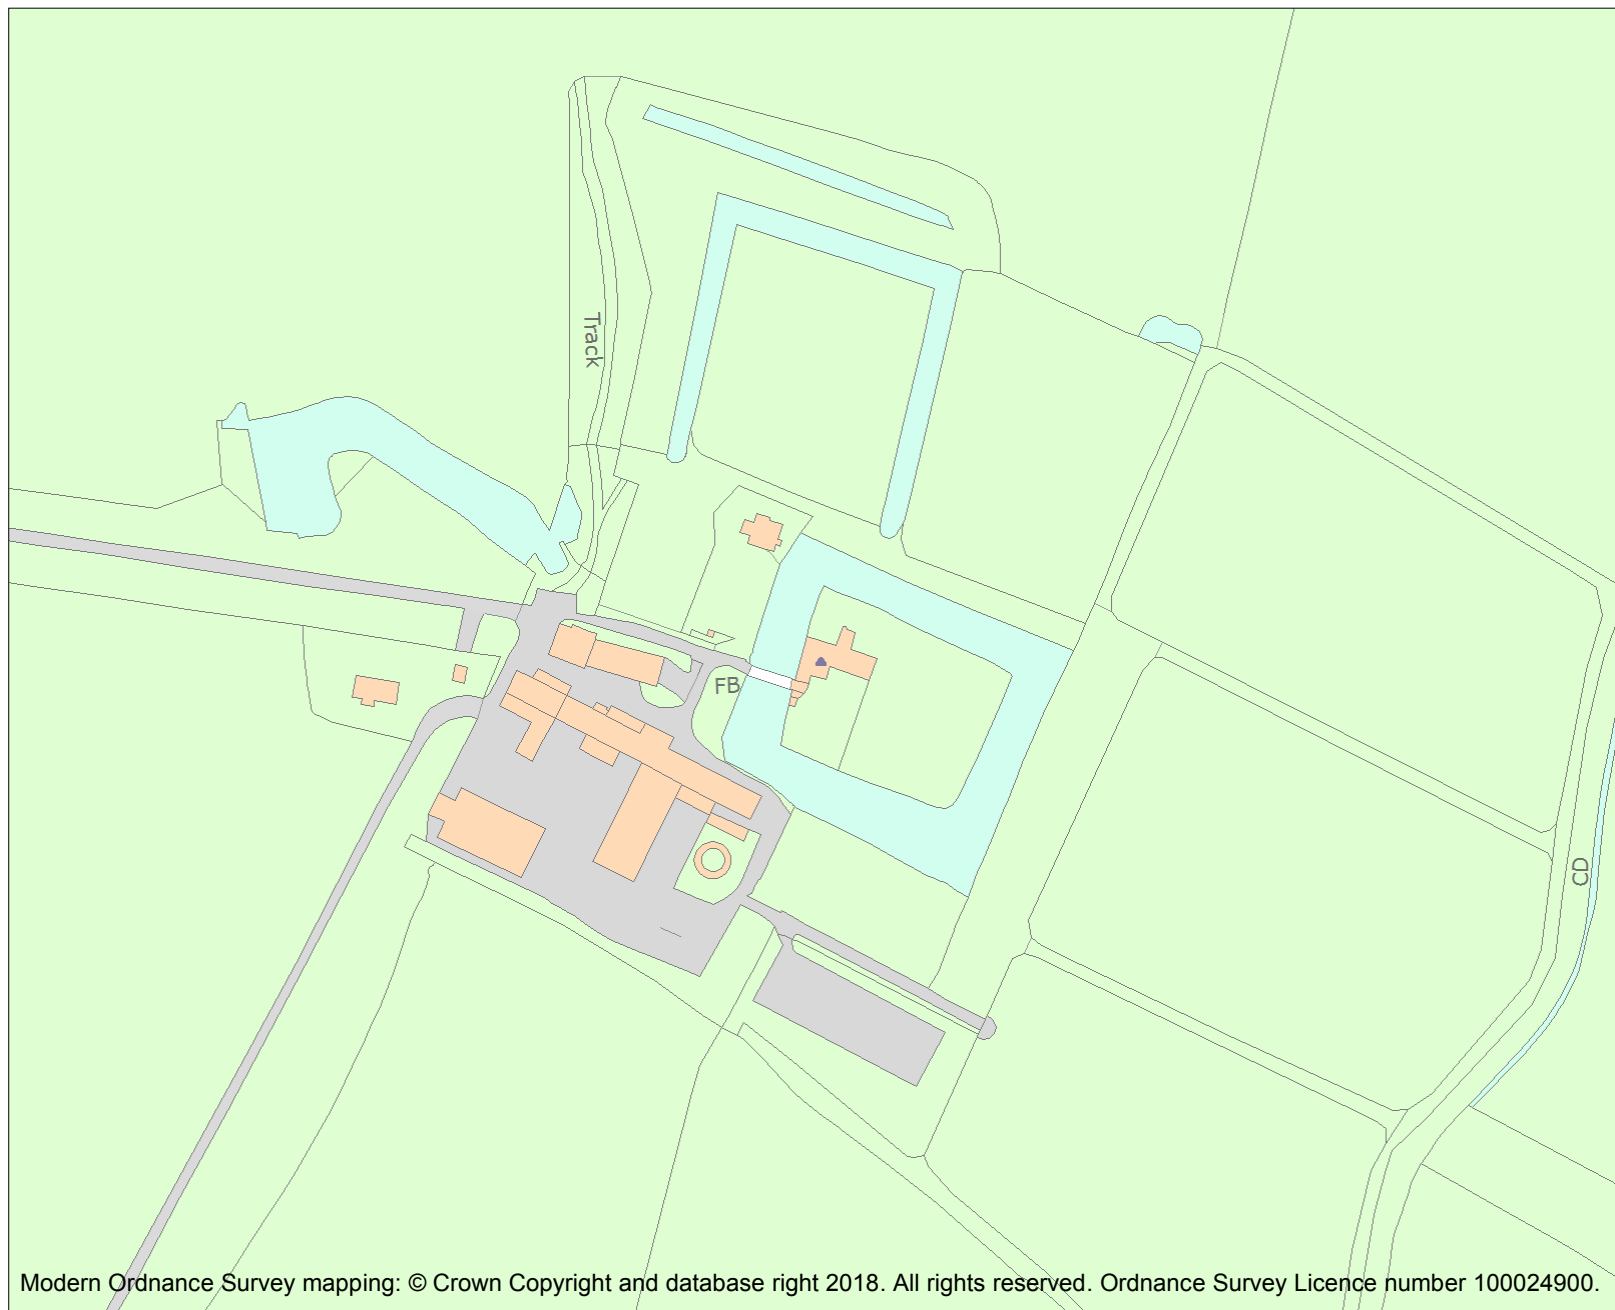 Track
FB
CD
Modern Ordnance Survey mapping: © Crown Copyright and database right 2018. All rights reserved. Ordnance Survey Licence number 100024900.